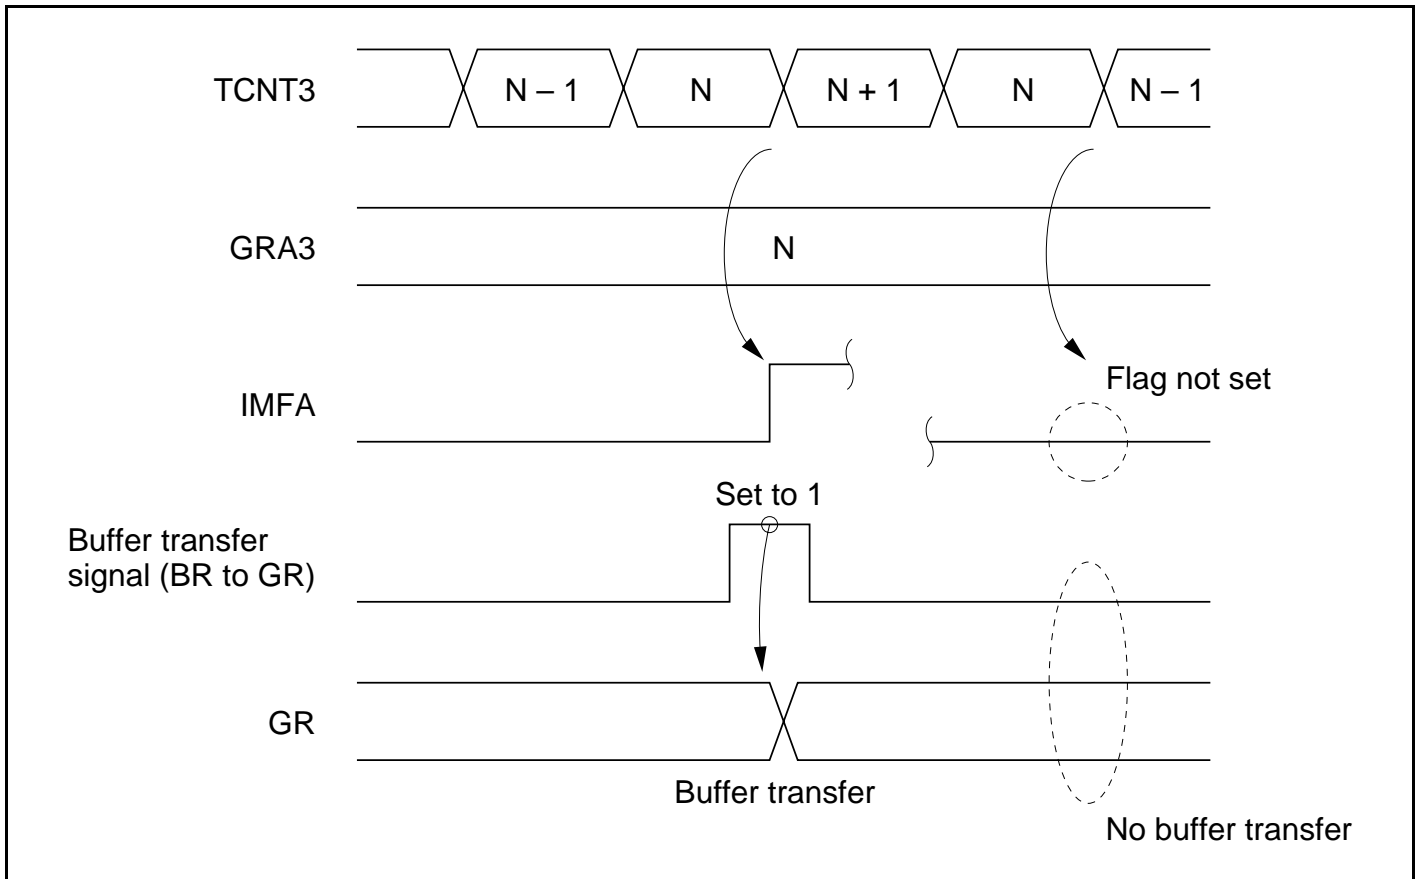 TCNT3 N – 1 N N + 1 N N – 1
GRA3 N
IMFA
Flag not set
Set to 1
Buffer transfer
signal (BR to GR)
GR
Buffer transfer
No buffer transfer